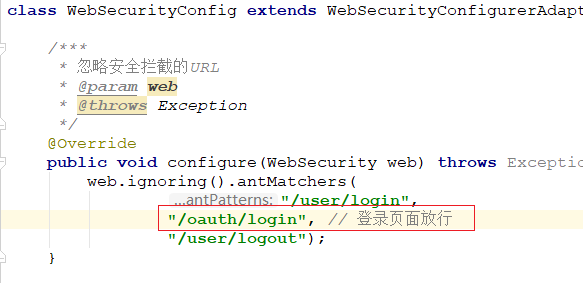 class WebSecurityConfig extends WebSecurityConfigurerAdapt
/***
* 忽略安全拦截的URL
* @param web
* @throws Exception
*/
@Override
public void configure(WebSecurity web) throws Exceptio
web.ignoring().antMatchers(
...antPatterns: "/user/login",
"/oauth/login", // 登录页面放行
"/user/logout");
}